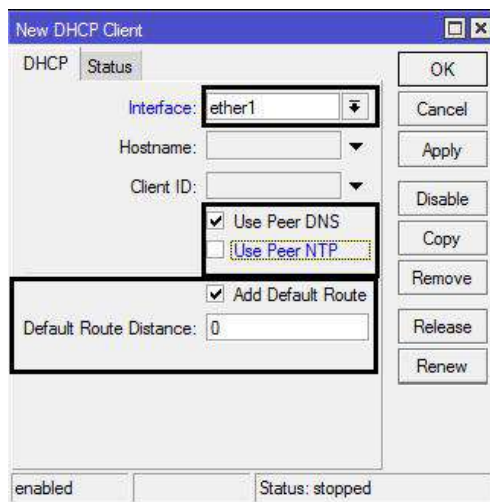 New DHCP Client
DHCP Status
Interface: ether1
Hostname:
Client ID:
Use Peer DNS
Use Peer NTP
Add Default Route
Default Route Distance: 0
OK
Cancel
Apply
Disable
Copy
Remove
Release
Renew
enabled Status: stopped